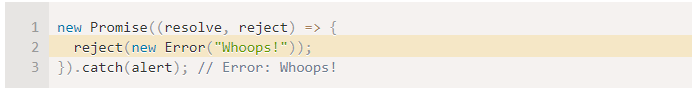 1 new Promise((resolve, reject) => {
2   reject(new Error("Whoops!"));
3 }).catch(alert); // Error: Whoops!